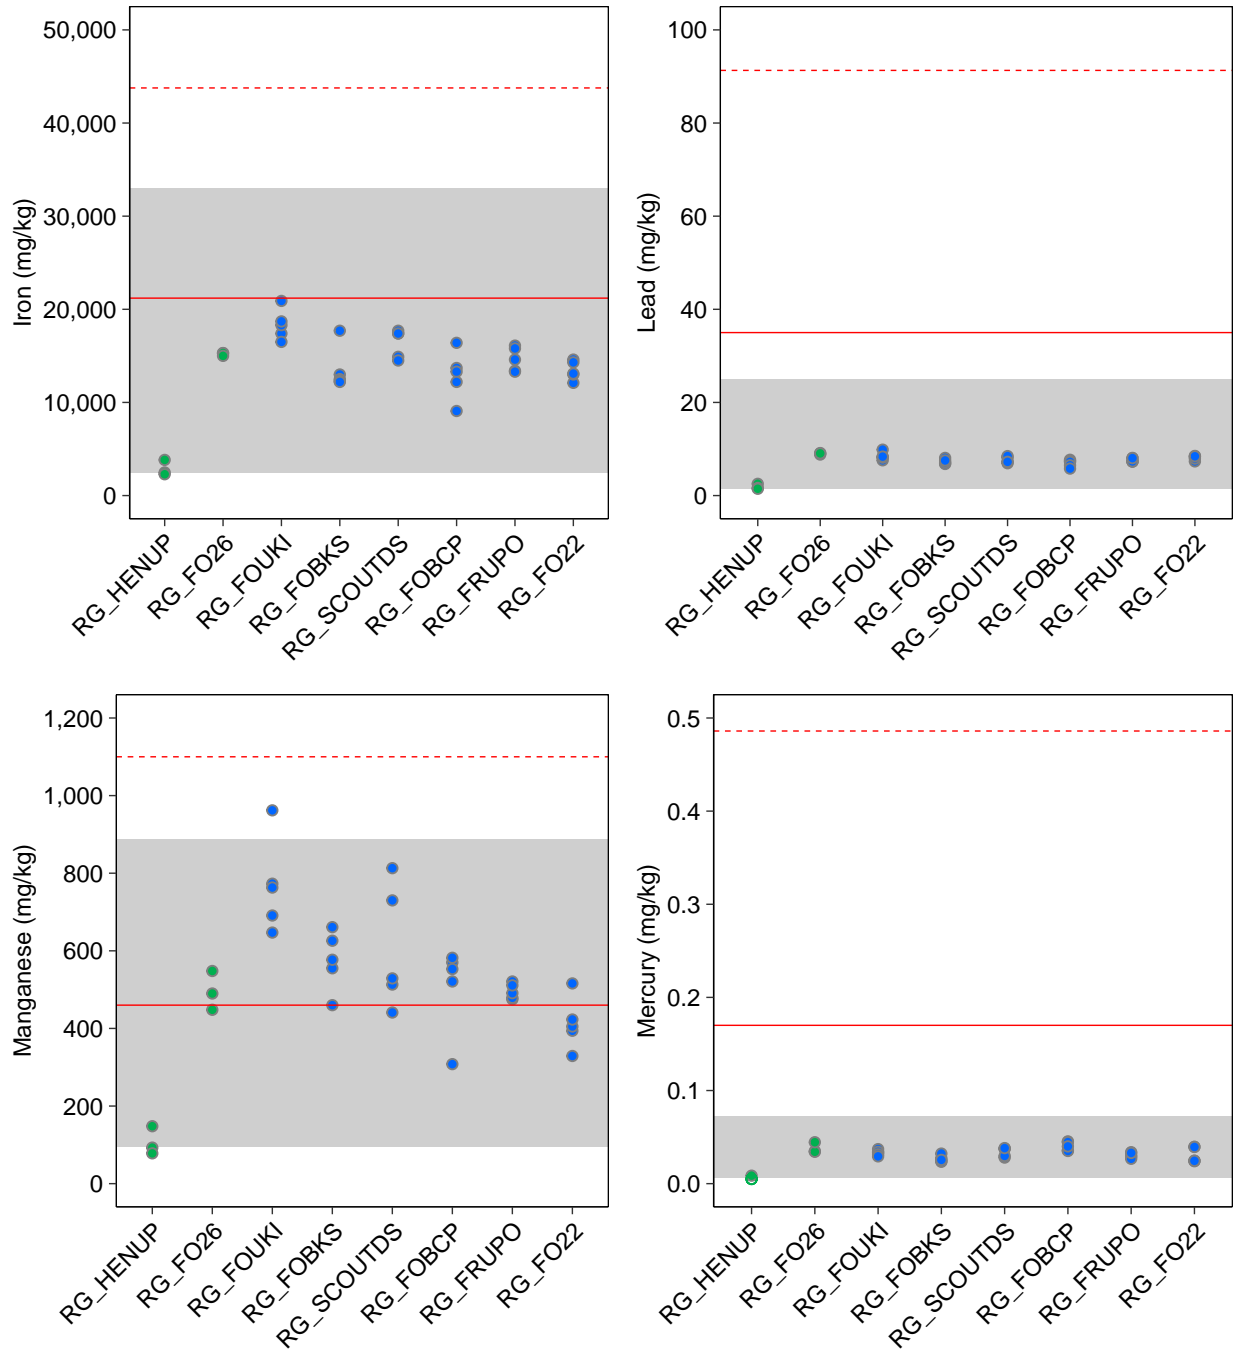 50,000
40,000
30,000
20,000
10,000
0
Iron (mg/kg)
RG_HENUP
RG_FO26
RG_FOUKI
RG_FOBKS
RG_SCOUTDS
RG_FOBCP
RG_FRUPO
RG_FO22
100
80
60
40
20
0
Lead (mg/kg)
RG_HENUP
RG_FO26
RG_FOUKI
RG_FOBKS
RG_SCOUTDS
RG_FOBCP
RG_FRUPO
RG_FO22
1,200
1,000
800
600
400
200
0
Manganese (mg/kg)
RG_HENUP
RG_FO26
RG_FOUKI
RG_FOBKS
RG_SCOUTDS
RG_FOBCP
RG_FRUPO
RG_FO22
0.5
0.4
0.3
0.2
0.1
0.0
Mercury (mg/kg)
RG_HENUP
RG_FO26
RG_FOUKI
RG_FOBKS
RG_SCOUTDS
RG_FOBCP
RG_FRUPO
RG_FO22